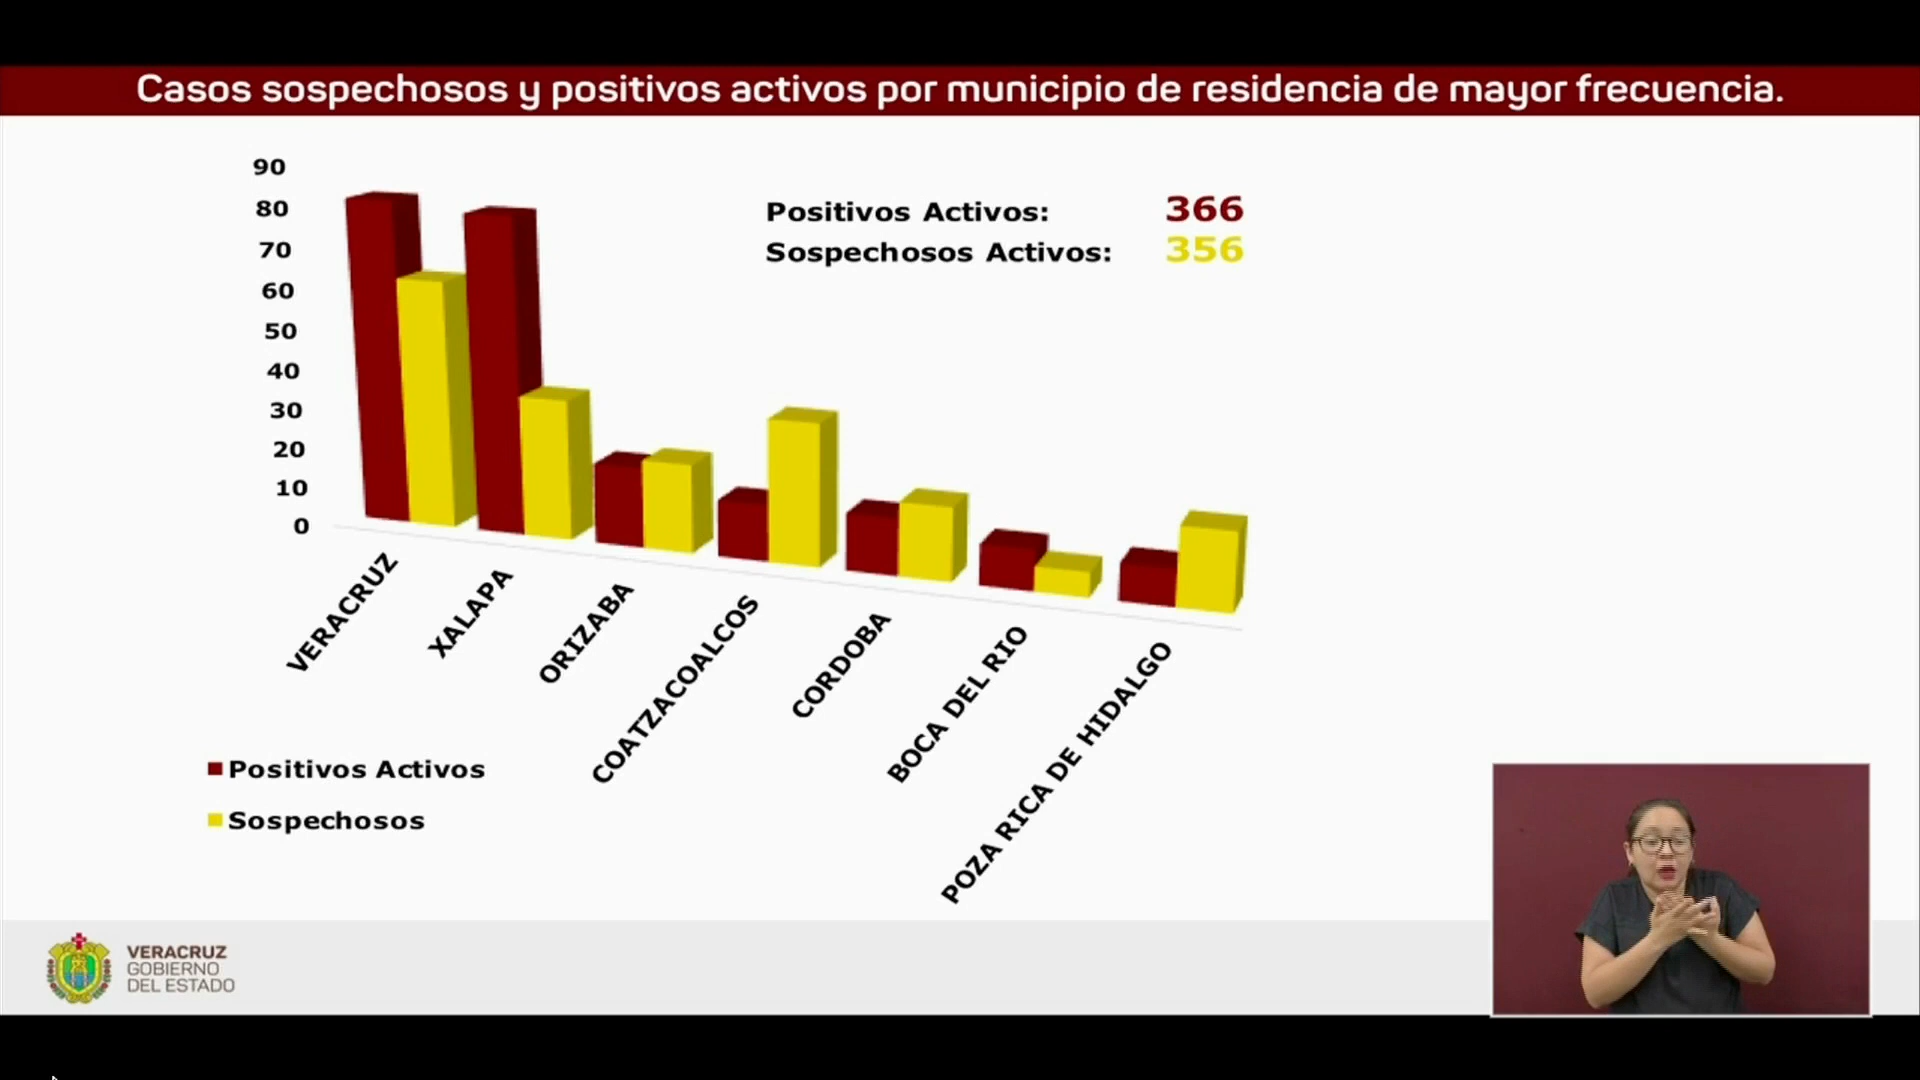 Casos sospechosos y positivos activos por municipio de residencia de mayor frecuencia.
90
80
70
60
50
40
30
20
10
0
Positivos Activos: 366
Sospechosos Activos: 356
VERACRUZ
XALAPA
ORIZABA
COATZACOALCOS
CORDOBA
BOCA DEL RIO
POZA RICA DE HIDALGO
Positivos Activos
Sospechosos
VERACRUZ
GOBIERNO
DEL ESTADO